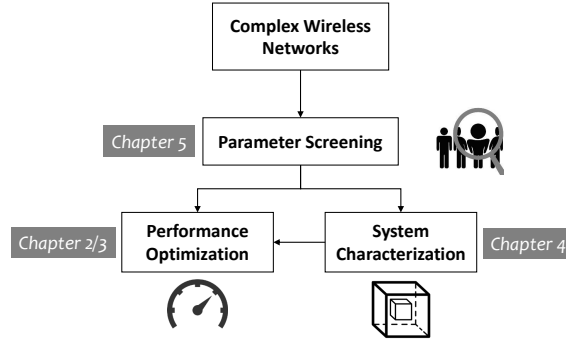 Complex Wireless
Networks
Chapter 5
Parameter Screening
Chapter 2/3
Performance
Optimization
System
Characterization
Chapter 4